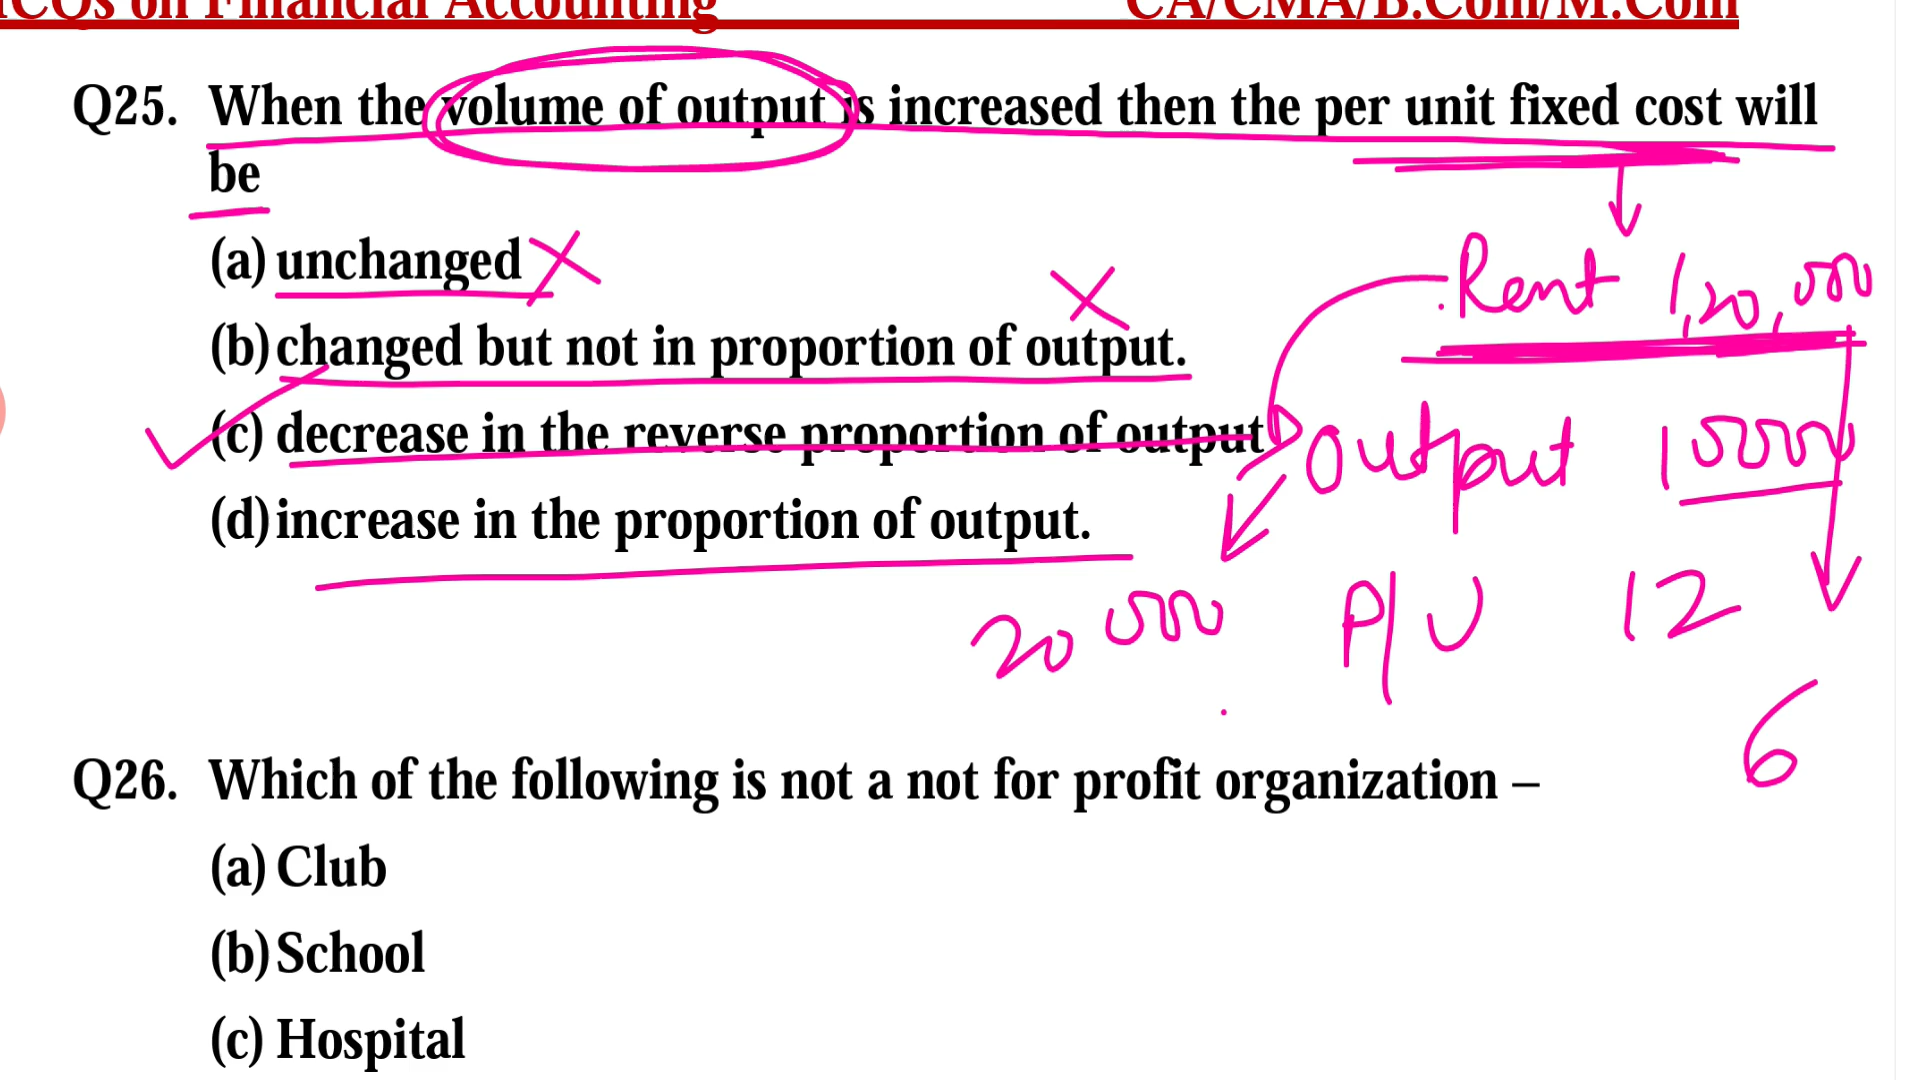 MCQs on Financial Accounting CA/CMA/B.Com/M.Com
Q25. When the volume of output is increased then the per unit fixed cost will
be
(a) unchanged
(b) changed but not in proportion of output.
(c) decrease in the reverse proportion of output
(d) increase in the proportion of output.
Rent 1,20,000
Output 10000
20000 P/U 12
6
Q26. Which of the following is not a not for profit organization –
(a) Club
(b) School
(c) Hospital